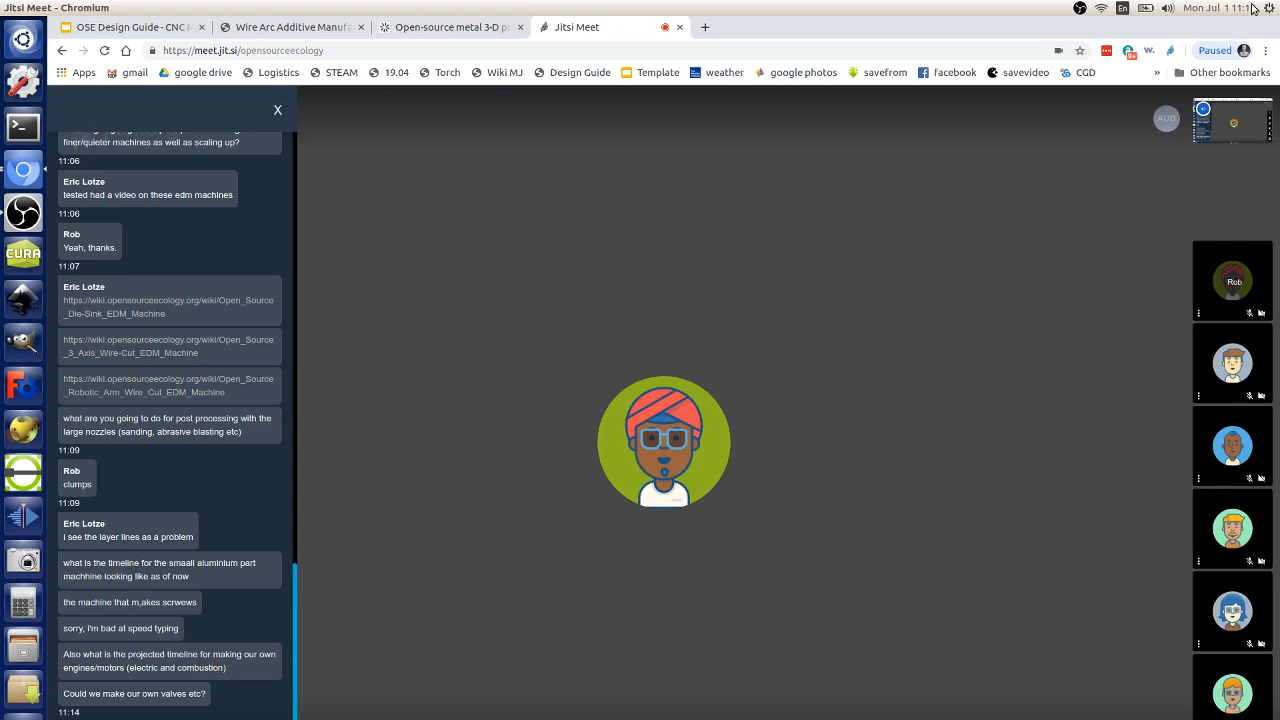 Jitsi Meet - Chromium
En
Mon Jul 1 11:1
OSE Design Guide - CNC M
Wire Arc Additive Manufa
Open-source metal 3-D p
Jitsi Meet
https://meet.jit.si/opensourceecology
9+
Paused
Apps
gmail
google drive
Logistics
STEAM
19.04
Torch
Wiki MJ
Design Guide
Template
weather
google photos
savefrom
facebook
savevideo
CGD
»
Other bookmarks
X
finer/quieter machines as well as scaling up?
11:06
Eric Lotze
tested had a video on these edm machines
11:06
Rob
Yeah, thanks.
11:07
Eric Lotze
https://wiki.opensourceecology.org/wiki/Open_Source
_Die-Sink_EDM_Machine
https://wiki.opensourceecology.org/wiki/Open_Source
_3_Axis_Wire-Cut_EDM_Machine
https://wiki.opensourceecology.org/wiki/Open_Source
_Robotic_Arm_Wire_Cut_EDM_Machine
what are you going to do for post processing with the
large nozzles (sanding, abrasive blasting etc)
11:09
Rob
clumps
11:09
Eric Lotze
I see the layer lines as a problem
what is the timeline for the smaall aluminium part
machhine looking like as of now
the machine that m,akes scrwews
sorry, i'm bad at speed typing
Also what is the projected timeline for making our own
engines/motors (electric and combustion)
Could we make our own valves etc?
11:14
AUD
Rob
CURA